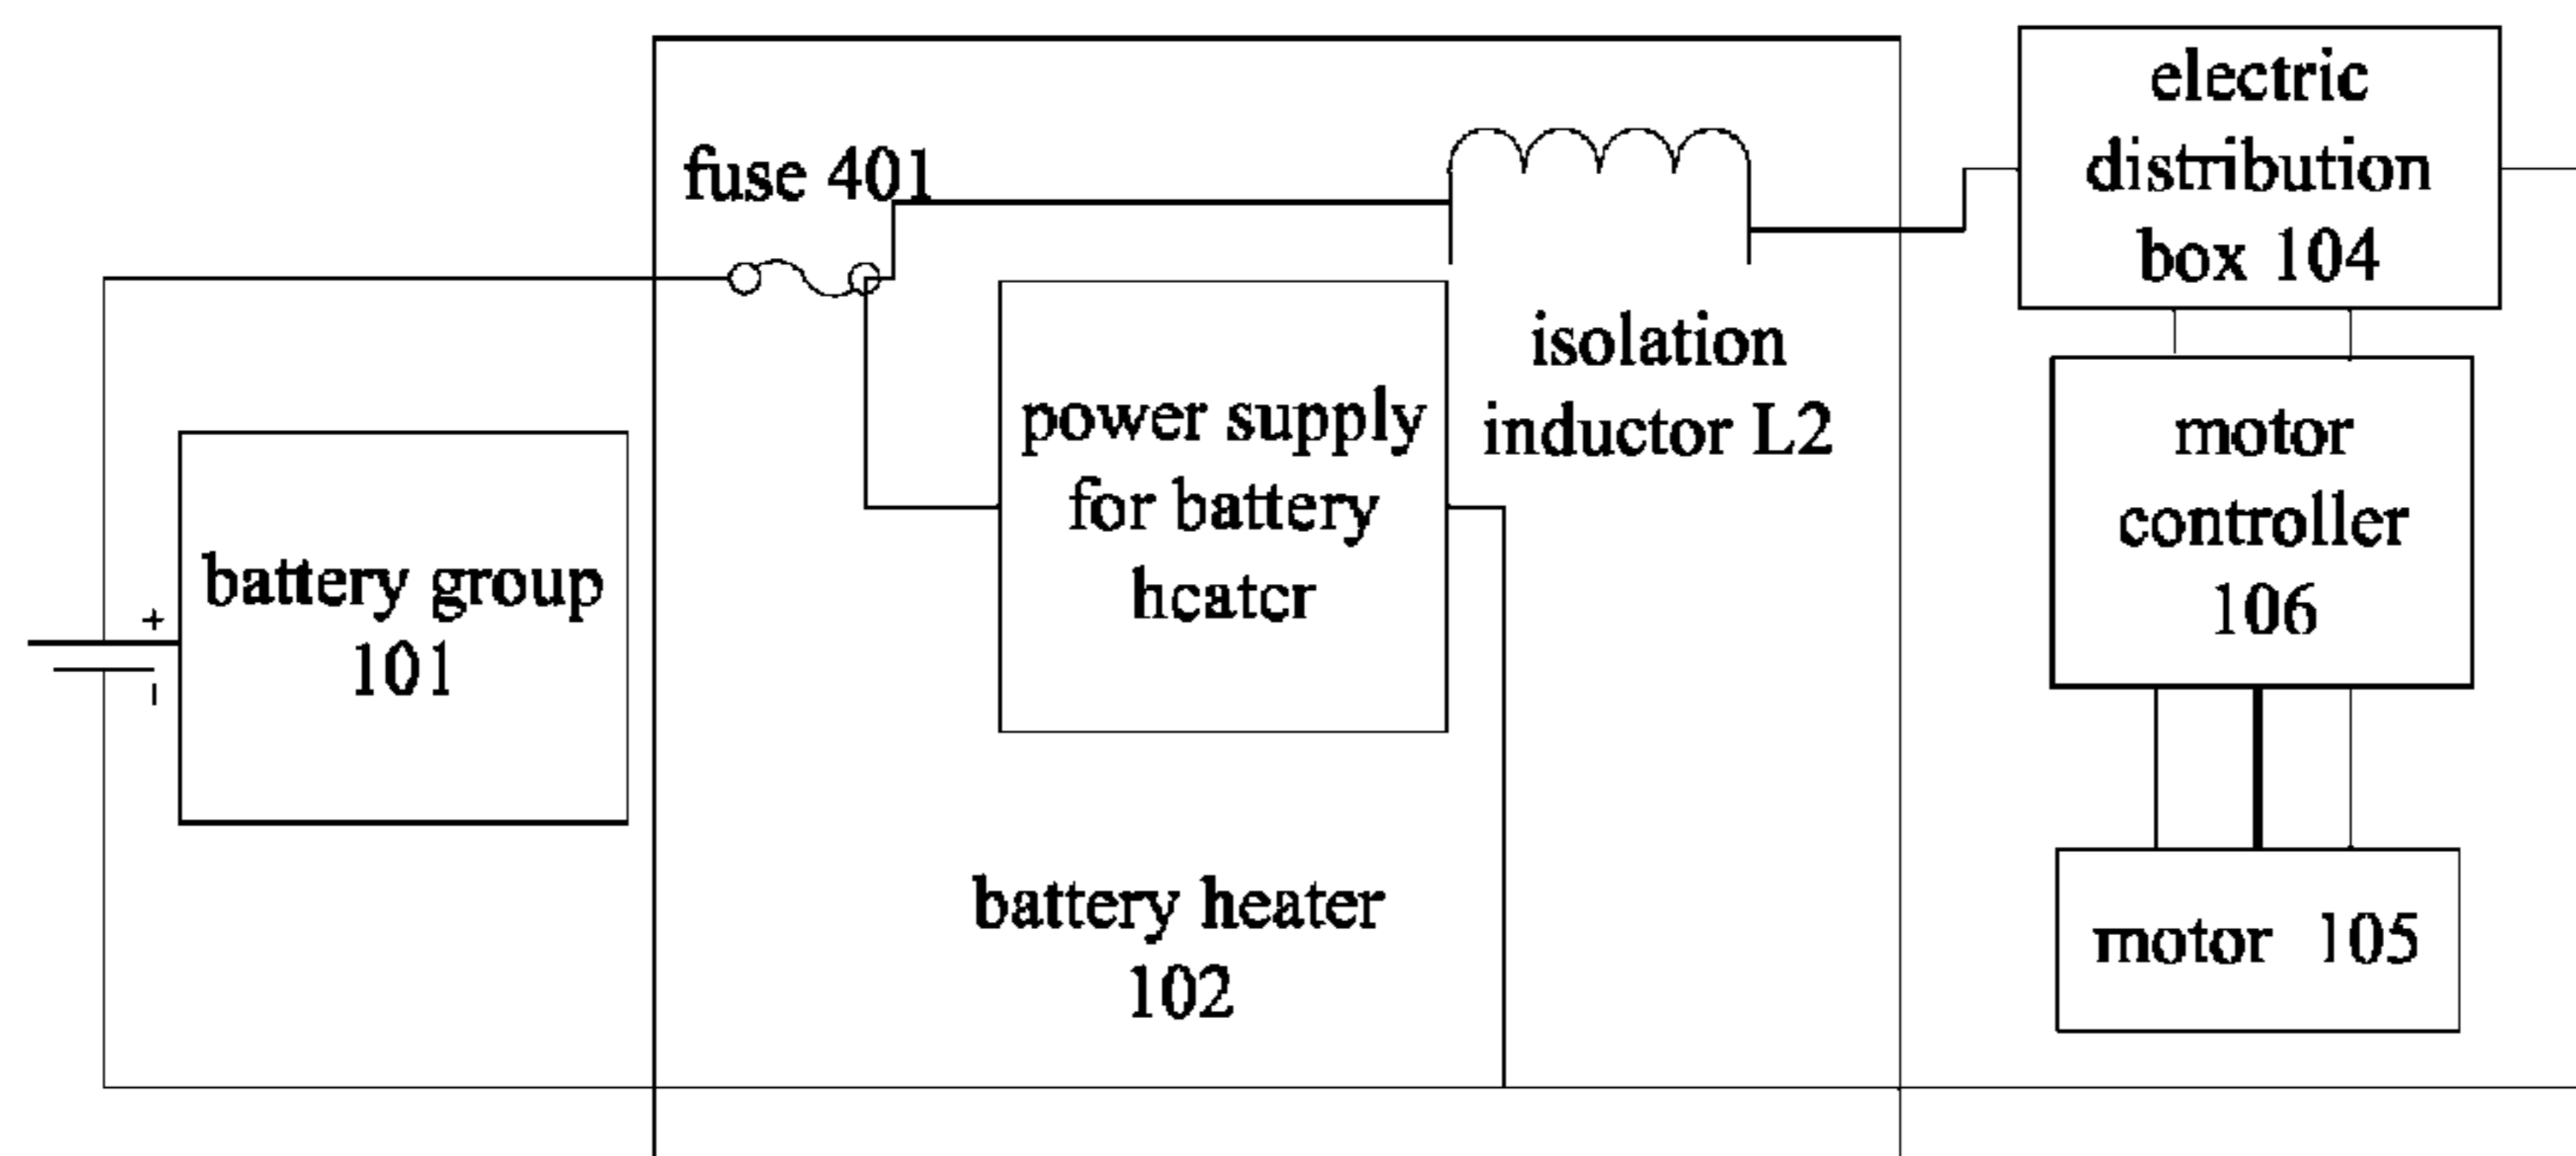 electric
distribution
box 104
fuse 401
isolation
inductor L2
power supply
for battery
heater
motor
controller
106
battery group
101
+
-
battery heater
102
motor 105